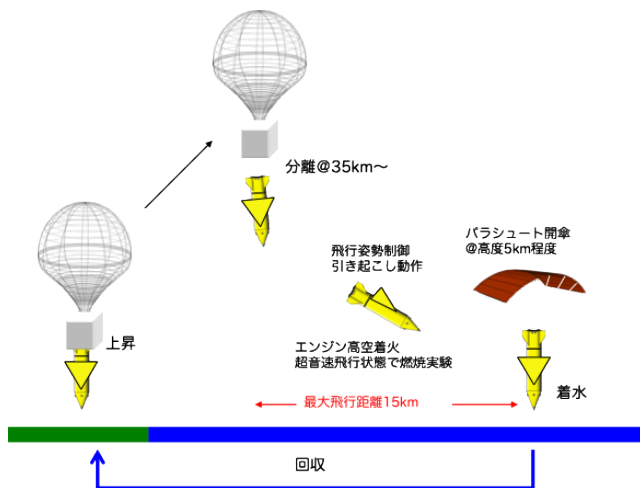 分離@35km～
上昇
飛行姿勢制御
引き起こし動作
パラシュート開傘
@高度5km程度
エンジン高空着火
超音速飛行状態で燃焼実験
着水
最大飛行距離15km
回収